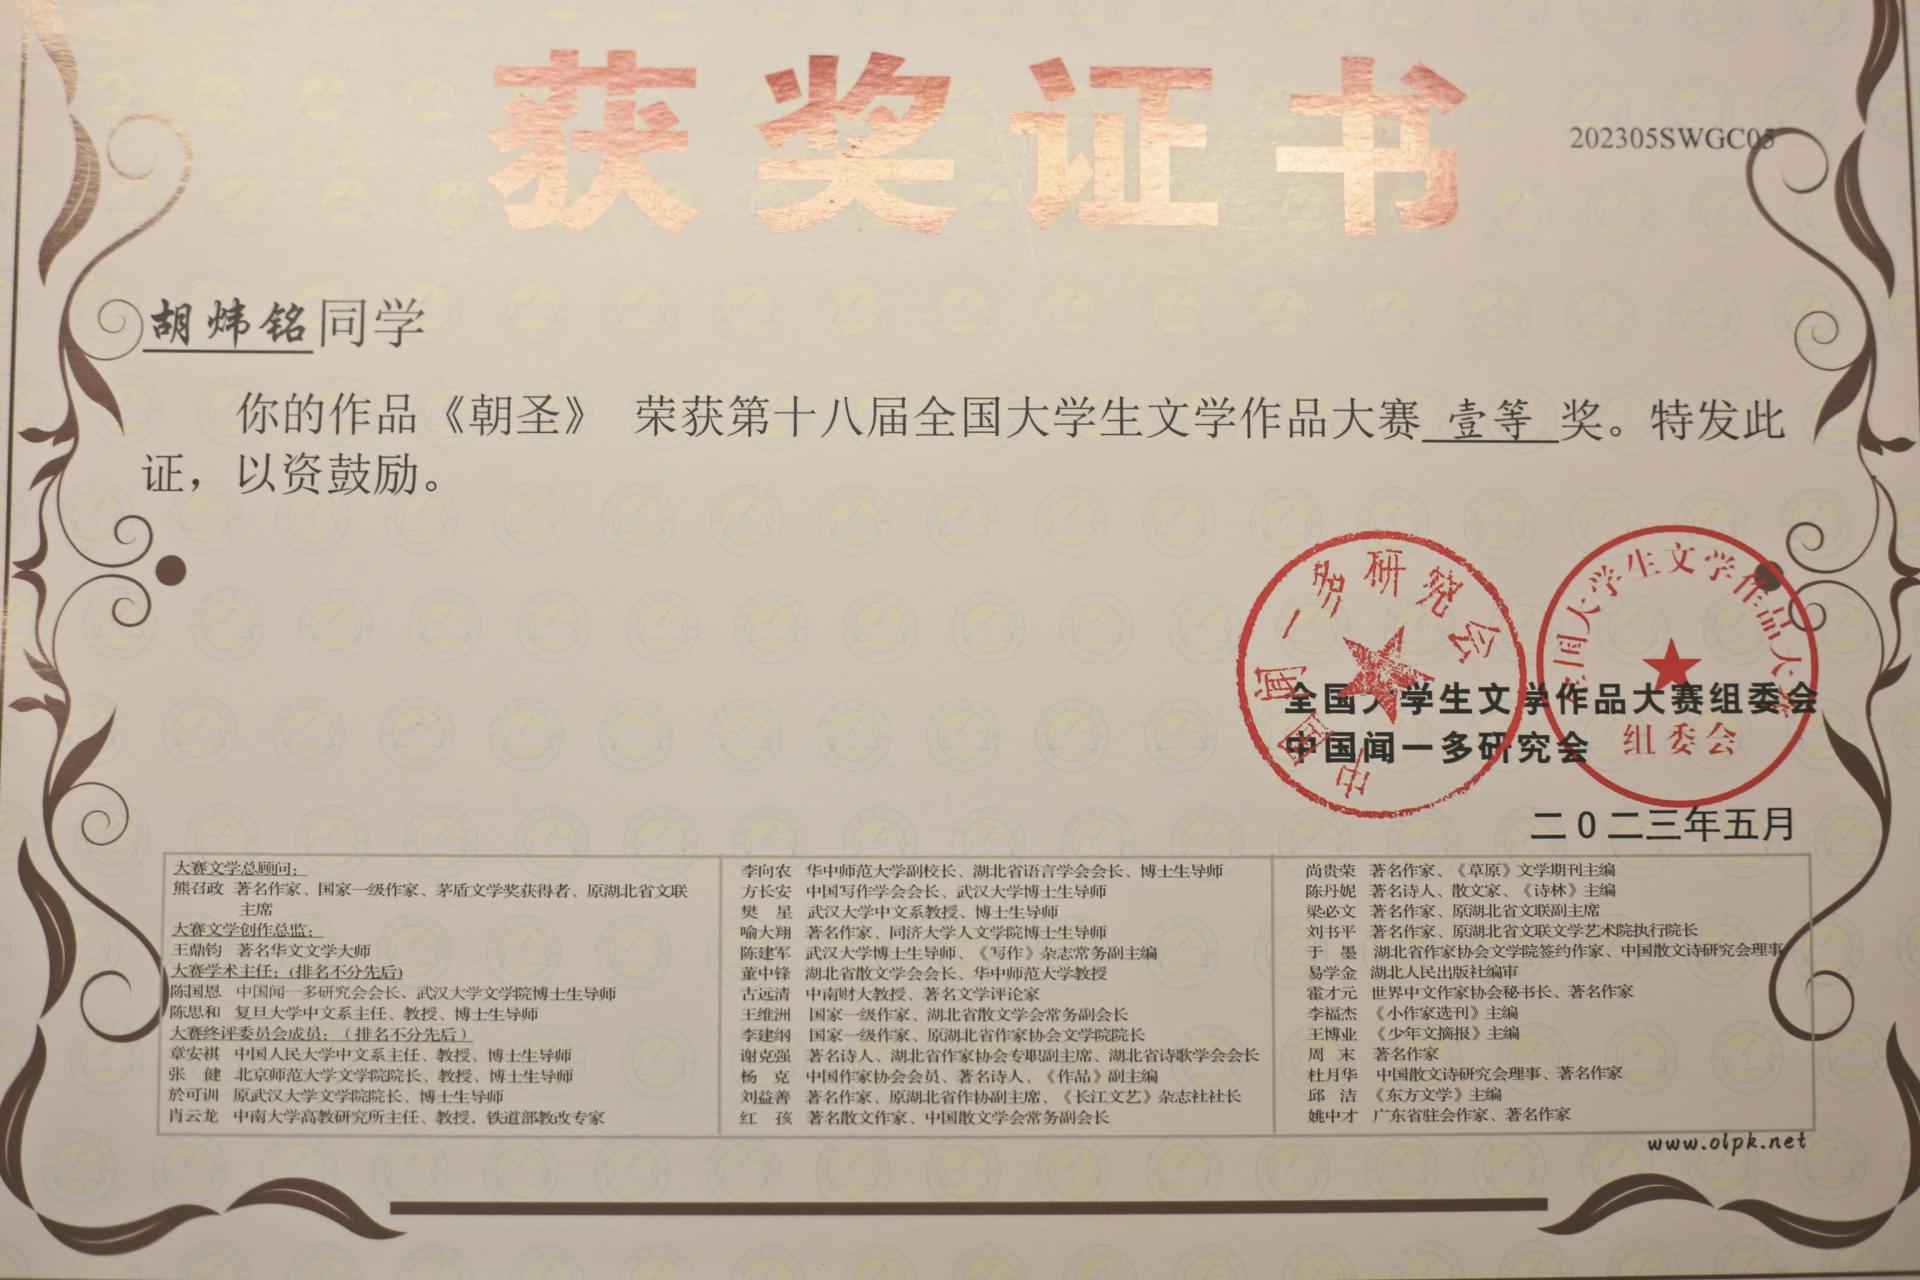 获奖证书
202305SWGC05
胡炜铭同学
你的作品《朝圣》 荣获第十八届全国大学生文学作品大赛 壹等 奖。特发此
证，以资鼓励。
中国闻一多研究会
全国大学生文学作品大赛
组委会
全国大学生文学作品大赛组委会
中国闻一多研究会
二0二三年五月
大赛文学总顾问：
熊召政 著名作家、国家一级作家、茅盾文学奖获得者、原湖北省文联
主席
大赛文学创作总监：
王鼎钧 著名华文文学大师
大赛学术主任：(排名不分先后)
陈国恩 中国闻一多研究会会长、武汉大学文学院博士生导师
陈思和 复旦大学中文系主任、教授、博士生导师
大赛终评委员会成员：（排名不分先后）
章安祺 中国人民大学中文系主任、教授、博士生导师
张 健 北京师范大学文学院院长、教授、博士生导师
於可训 原武汉大学文学院院长、博士生导师
肖云龙 中南大学高教研究所主任、教授，铁道部教改专家
李向农 华中师范大学副校长、湖北省语言学会会长、博士生导师
方长安 中国写作学会会长、武汉大学博士生导师
樊 星 武汉大学中文系教授、博士生导师
喻大翔 著名作家、同济大学人文学院博士生导师
陈建军 武汉大学博士生导师、《写作》杂志常务副主编
董中锋 湖北省散文学会会长、华中师范大学教授
古远清 中南财大教授、著名文学评论家
王维洲 国家一级作家、湖北省散文学会常务副会长
李建纲 国家一级作家、原湖北省作家协会文学院院长
谢克强 著名诗人、湖北省作家协会专职副主席、湖北省诗歌学会会长
杨 克 中国作家协会会员、著名诗人、《作品》副主编
刘益善 著名作家、原湖北省作协副主席、《长江文艺》杂志社社长
红 孩 著名散文作家、中国散文学会常务副会长
尚贵荣 著名作家、《草原》文学期刊主编
陈丹妮 著名诗人、散文家、《诗林》主编
梁必文 著名作家、原湖北省文联副主席
刘书平 著名作家、原湖北省文联文学艺术院执行院长
于 墨 湖北省作家协会文学院签约作家、中国散文诗研究会理事
易学金 湖北人民出版社编审
霍才元 世界中文作家协会秘书长、著名作家
李福杰 《小作家选刊》主编
王博业 《少年文摘报》主编
周 末 著名作家
杜月华 中国散文诗研究会理事、著名作家
邱 洁 《东方文学》主编
姚中才 广东省驻会作家、著名作家
www.olpk.net